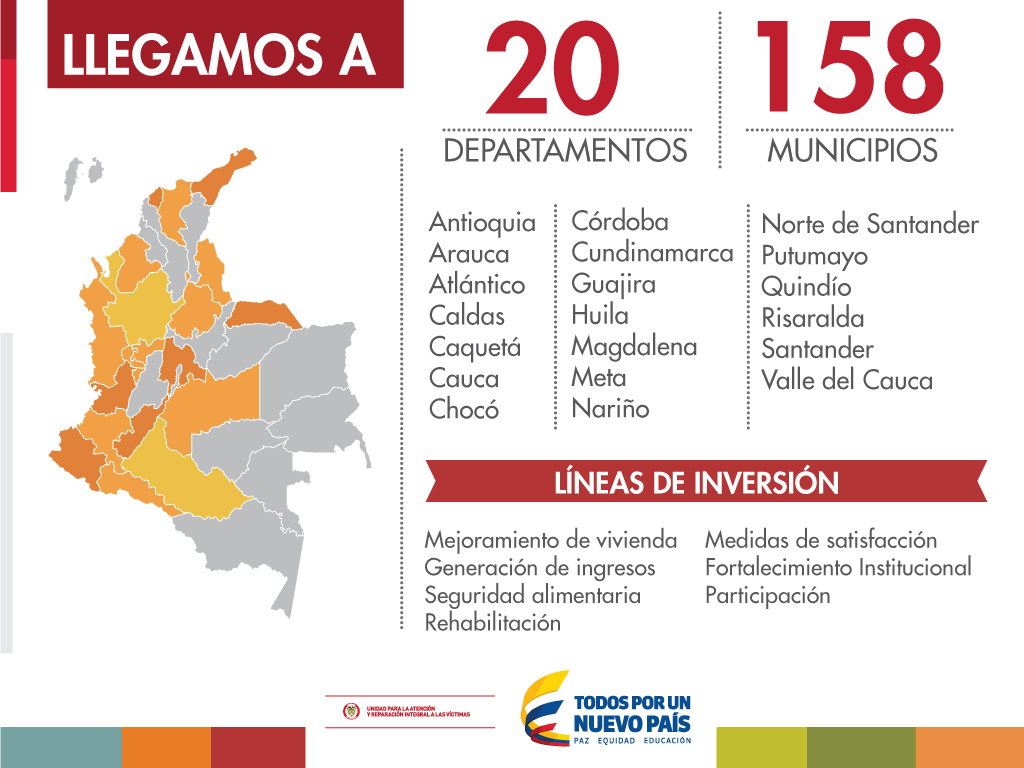 LLEGAMOS A
20
DEPARTAMENTOS
158
MUNICIPIOS
Antioquia
Arauca
Atlántico
Caldas
Caquetá
Cauca
Chocó
Córdoba
Cundinamarca
Guajira
Huila
Magdalena
Meta
Nariño
Norte de Santander
Putumayo
Quindío
Risaralda
Santander
Valle del Cauca
LÍNEAS DE INVERSIÓN
Mejoramiento de vivienda
Generación de ingresos
Seguridad alimentaria
Rehabilitación
Medidas de satisfacción
Fortalecimiento Institucional
Participación
UNIDAD PARA LA ATENCIÓN
Y REPARACIÓN INTEGRAL A LAS VÍCTIMAS
TODOS POR UN
NUEVO PAÍS
PAZ EQUIDAD EDUCACIÓN